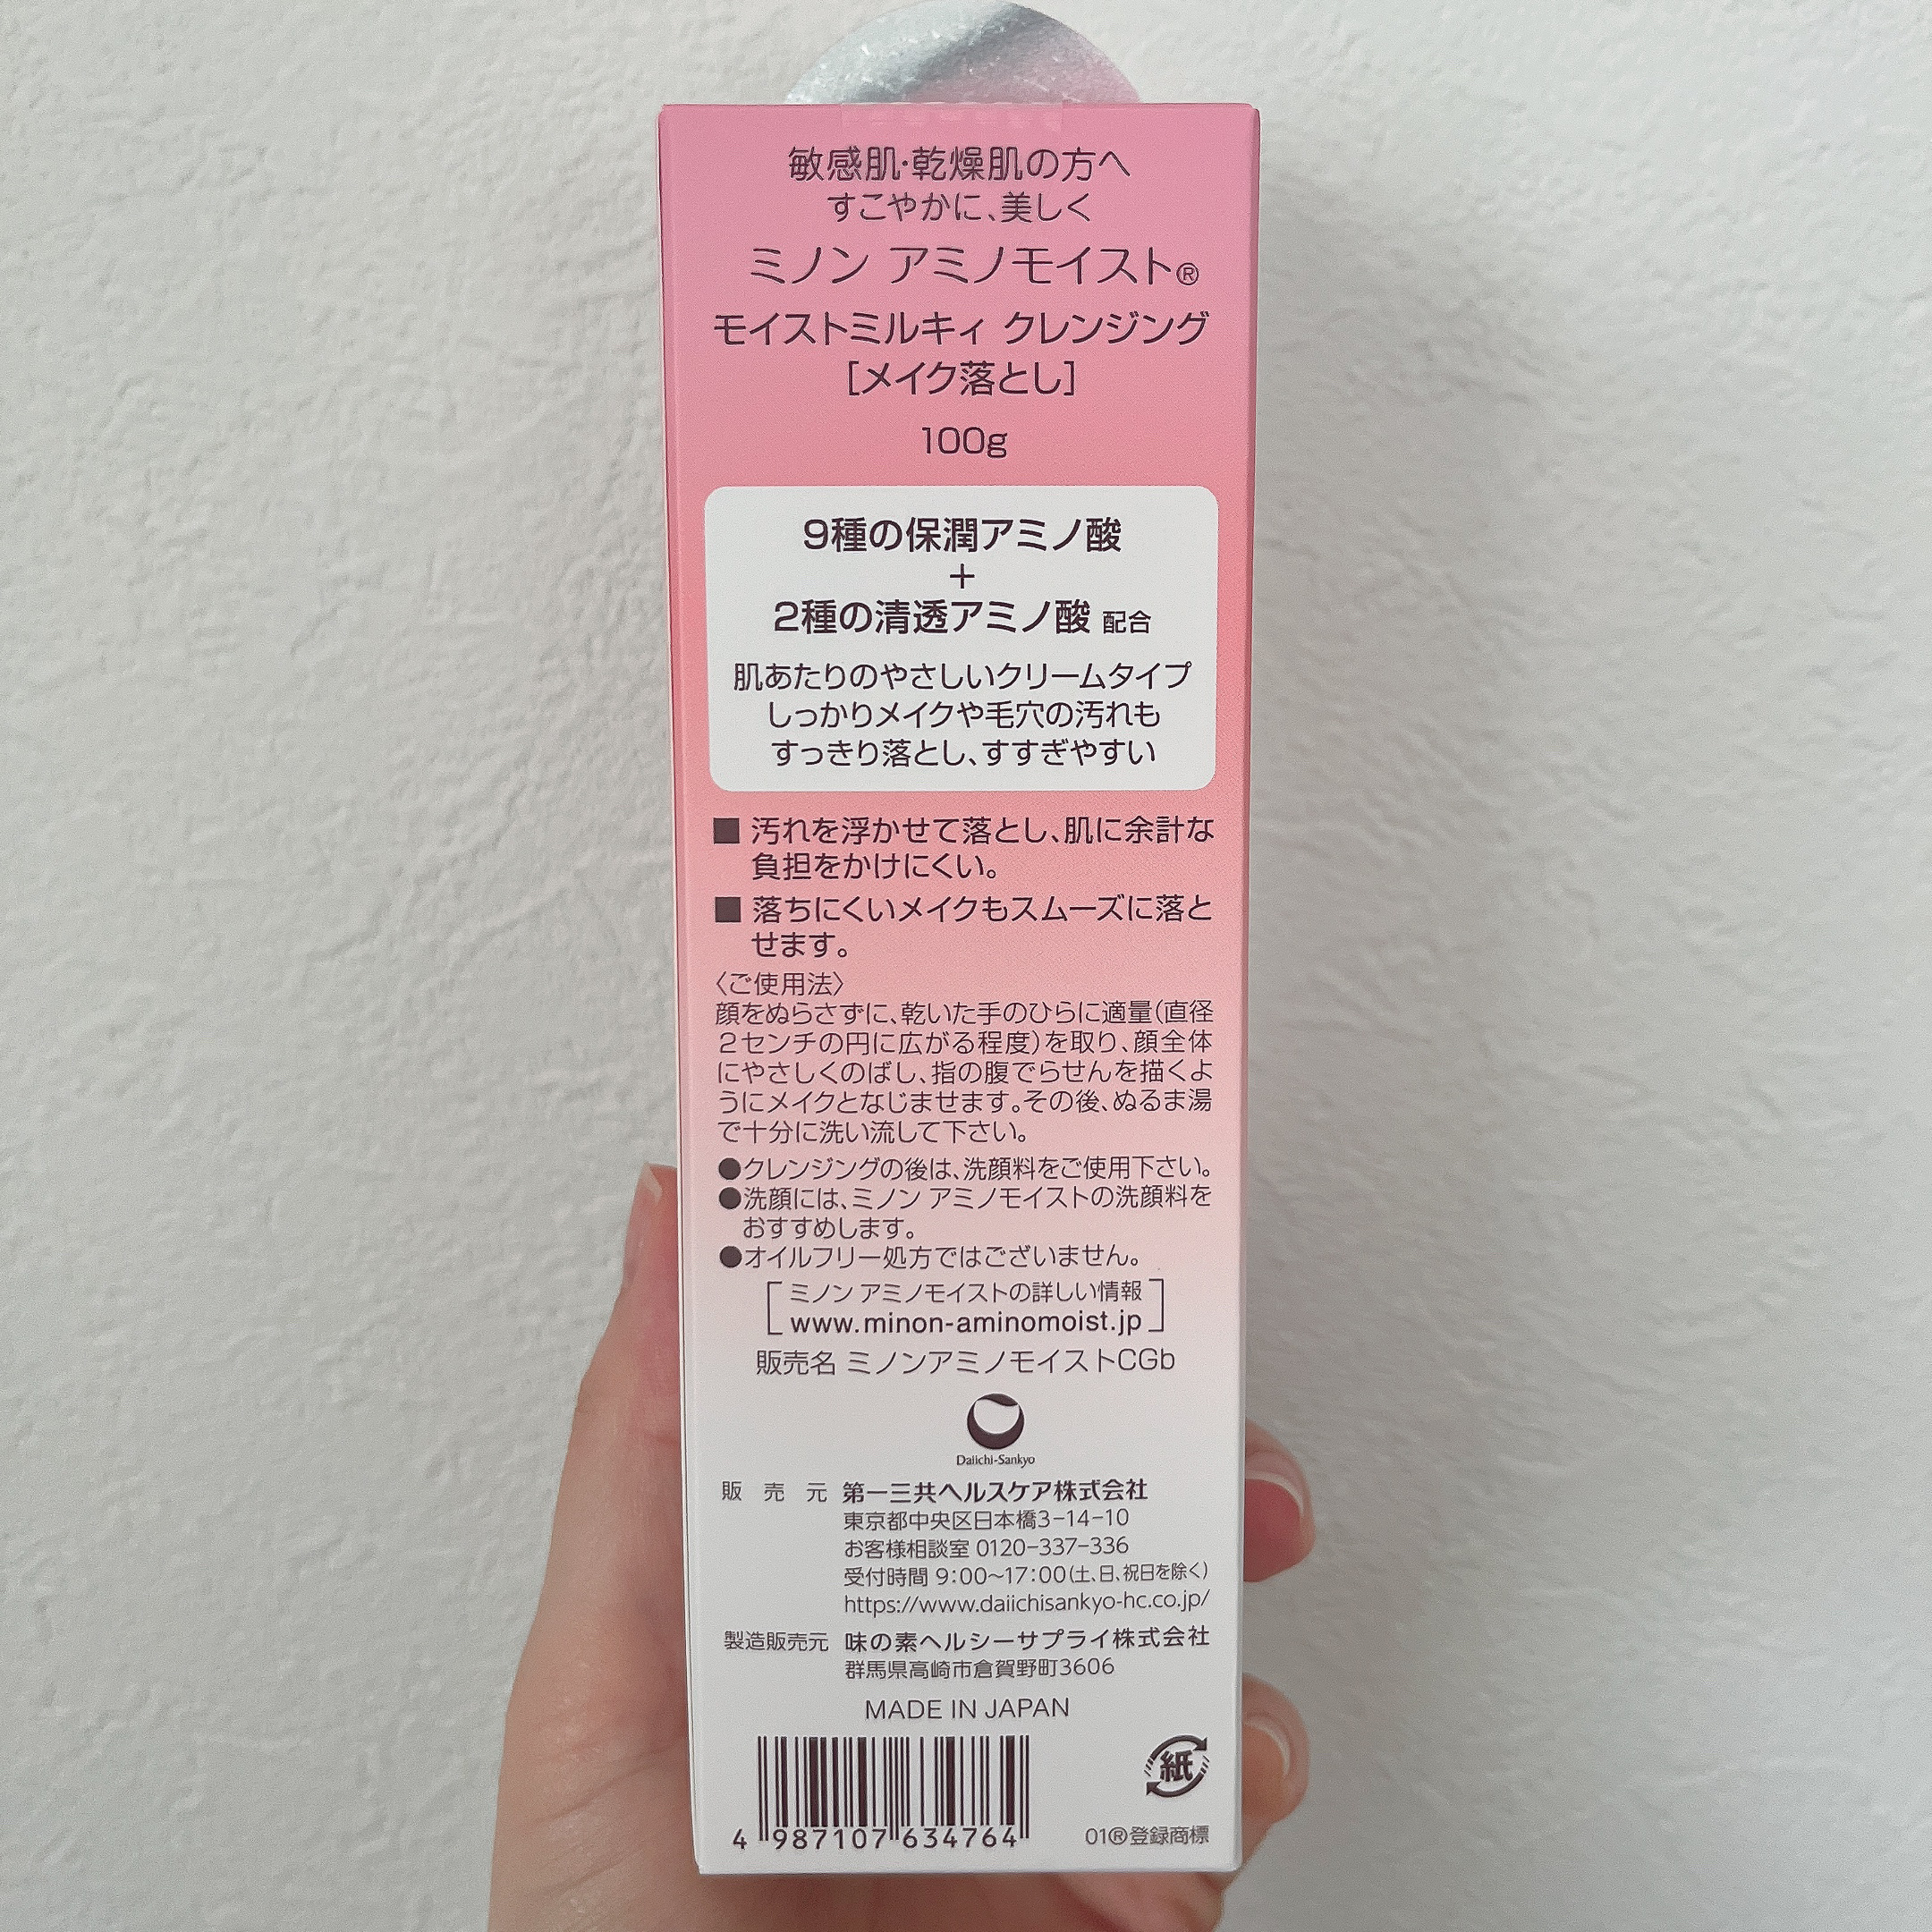 敏感肌・乾燥肌の方へ
すこやかに、美しく
ミノン アミノモイスト®
モイストミルキィ クレンジング
[メイク落とし]
100g
9種の保潤アミノ酸
+
2種の清透アミノ酸 配合
肌あたりのやさしいクリームタイプ
しっかりメイクや毛穴の汚れも
すっきり落とし、すすぎやすい
■ 汚れを浮かせて落とし、肌に余計な
負担をかけにくい。
■ 落ちにくいメイクもスムーズに落と
せます。
〈ご使用法〉
顔をぬらさずに、乾いた手のひらに適量(直径
2センチの円に広がる程度)を取り、顔全体
にやさしくのばし、指の腹でらせんを描くよ
うにメイクとなじませます。その後、ぬるま湯
で十分に洗い流して下さい。
●クレンジングの後は、洗顔料をご使用下さい。
●洗顔には、ミノン アミノモイストの洗顔料を
おすすめします。
●オイルフリー処方ではございません。
[ミノン アミノモイストの詳しい情報
www.minon-aminomoist.jp]
販売名 ミノンアミノモイストCGb
Daiichi-Sankyo
販売元 第一三共ヘルスケア株式会社
東京都中央区日本橋3-14-10
お客様相談室 0120-337-336
受付時間 9:00~17:00(土、日、祝日を除く)
https://www.daiichisankyo-hc.co.jp/
製造販売元 味の素ヘルシーサプライ株式会社
群馬県高崎市倉賀野町3606
MADE IN JAPAN
紙
4 987107 634764
01®登録商標